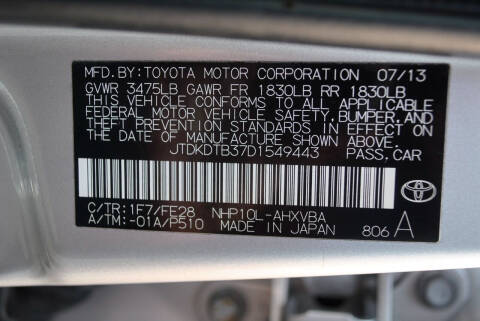 MFD.BY:TOYOTA MOTOR CORPORATION 07/13
GVWR 3475LB GAWR FR 1830LB RR 1830LB
THIS VEHICLE CONFORMS TO ALL APPLICABLE
FEDERAL MOTOR VEHICLE SAFETY,BUMPER,AND
THEFT PREVENTION STANDARDS IN EFFECT ON
THE DATE OF MANUFACTURE SHOWN ABOVE.
JTDKDTB37D1549443 PASS.CAR
C/TR:1F7/FE28 NHP10L-AHXVBA
A/TM:-01A/P510 MADE IN JAPAN 806 A